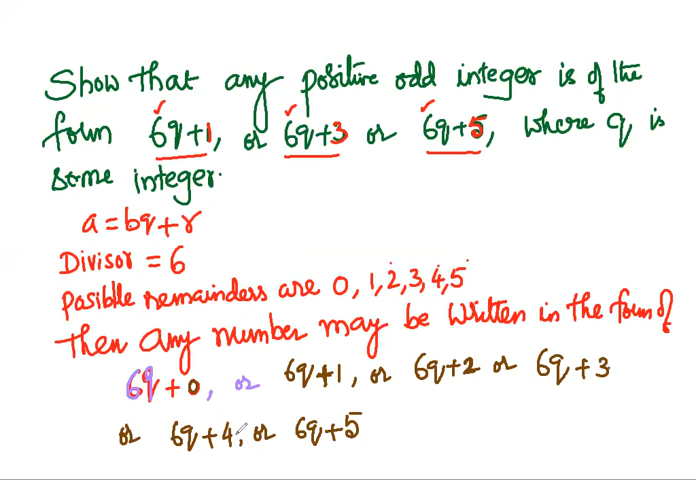 Show that any positive odd integer is of the
form 6q+1, or 6q+3 or 6q+5, where q is
some integer.
a = bq + r
Divisor = 6
Posible remainders are 0, 1, 2, 3, 4, 5
Then any number may be written in the form of
6q + 0, or 6q+1, or 6q+2 or 6q+3
or 6q+4, or 6q+5